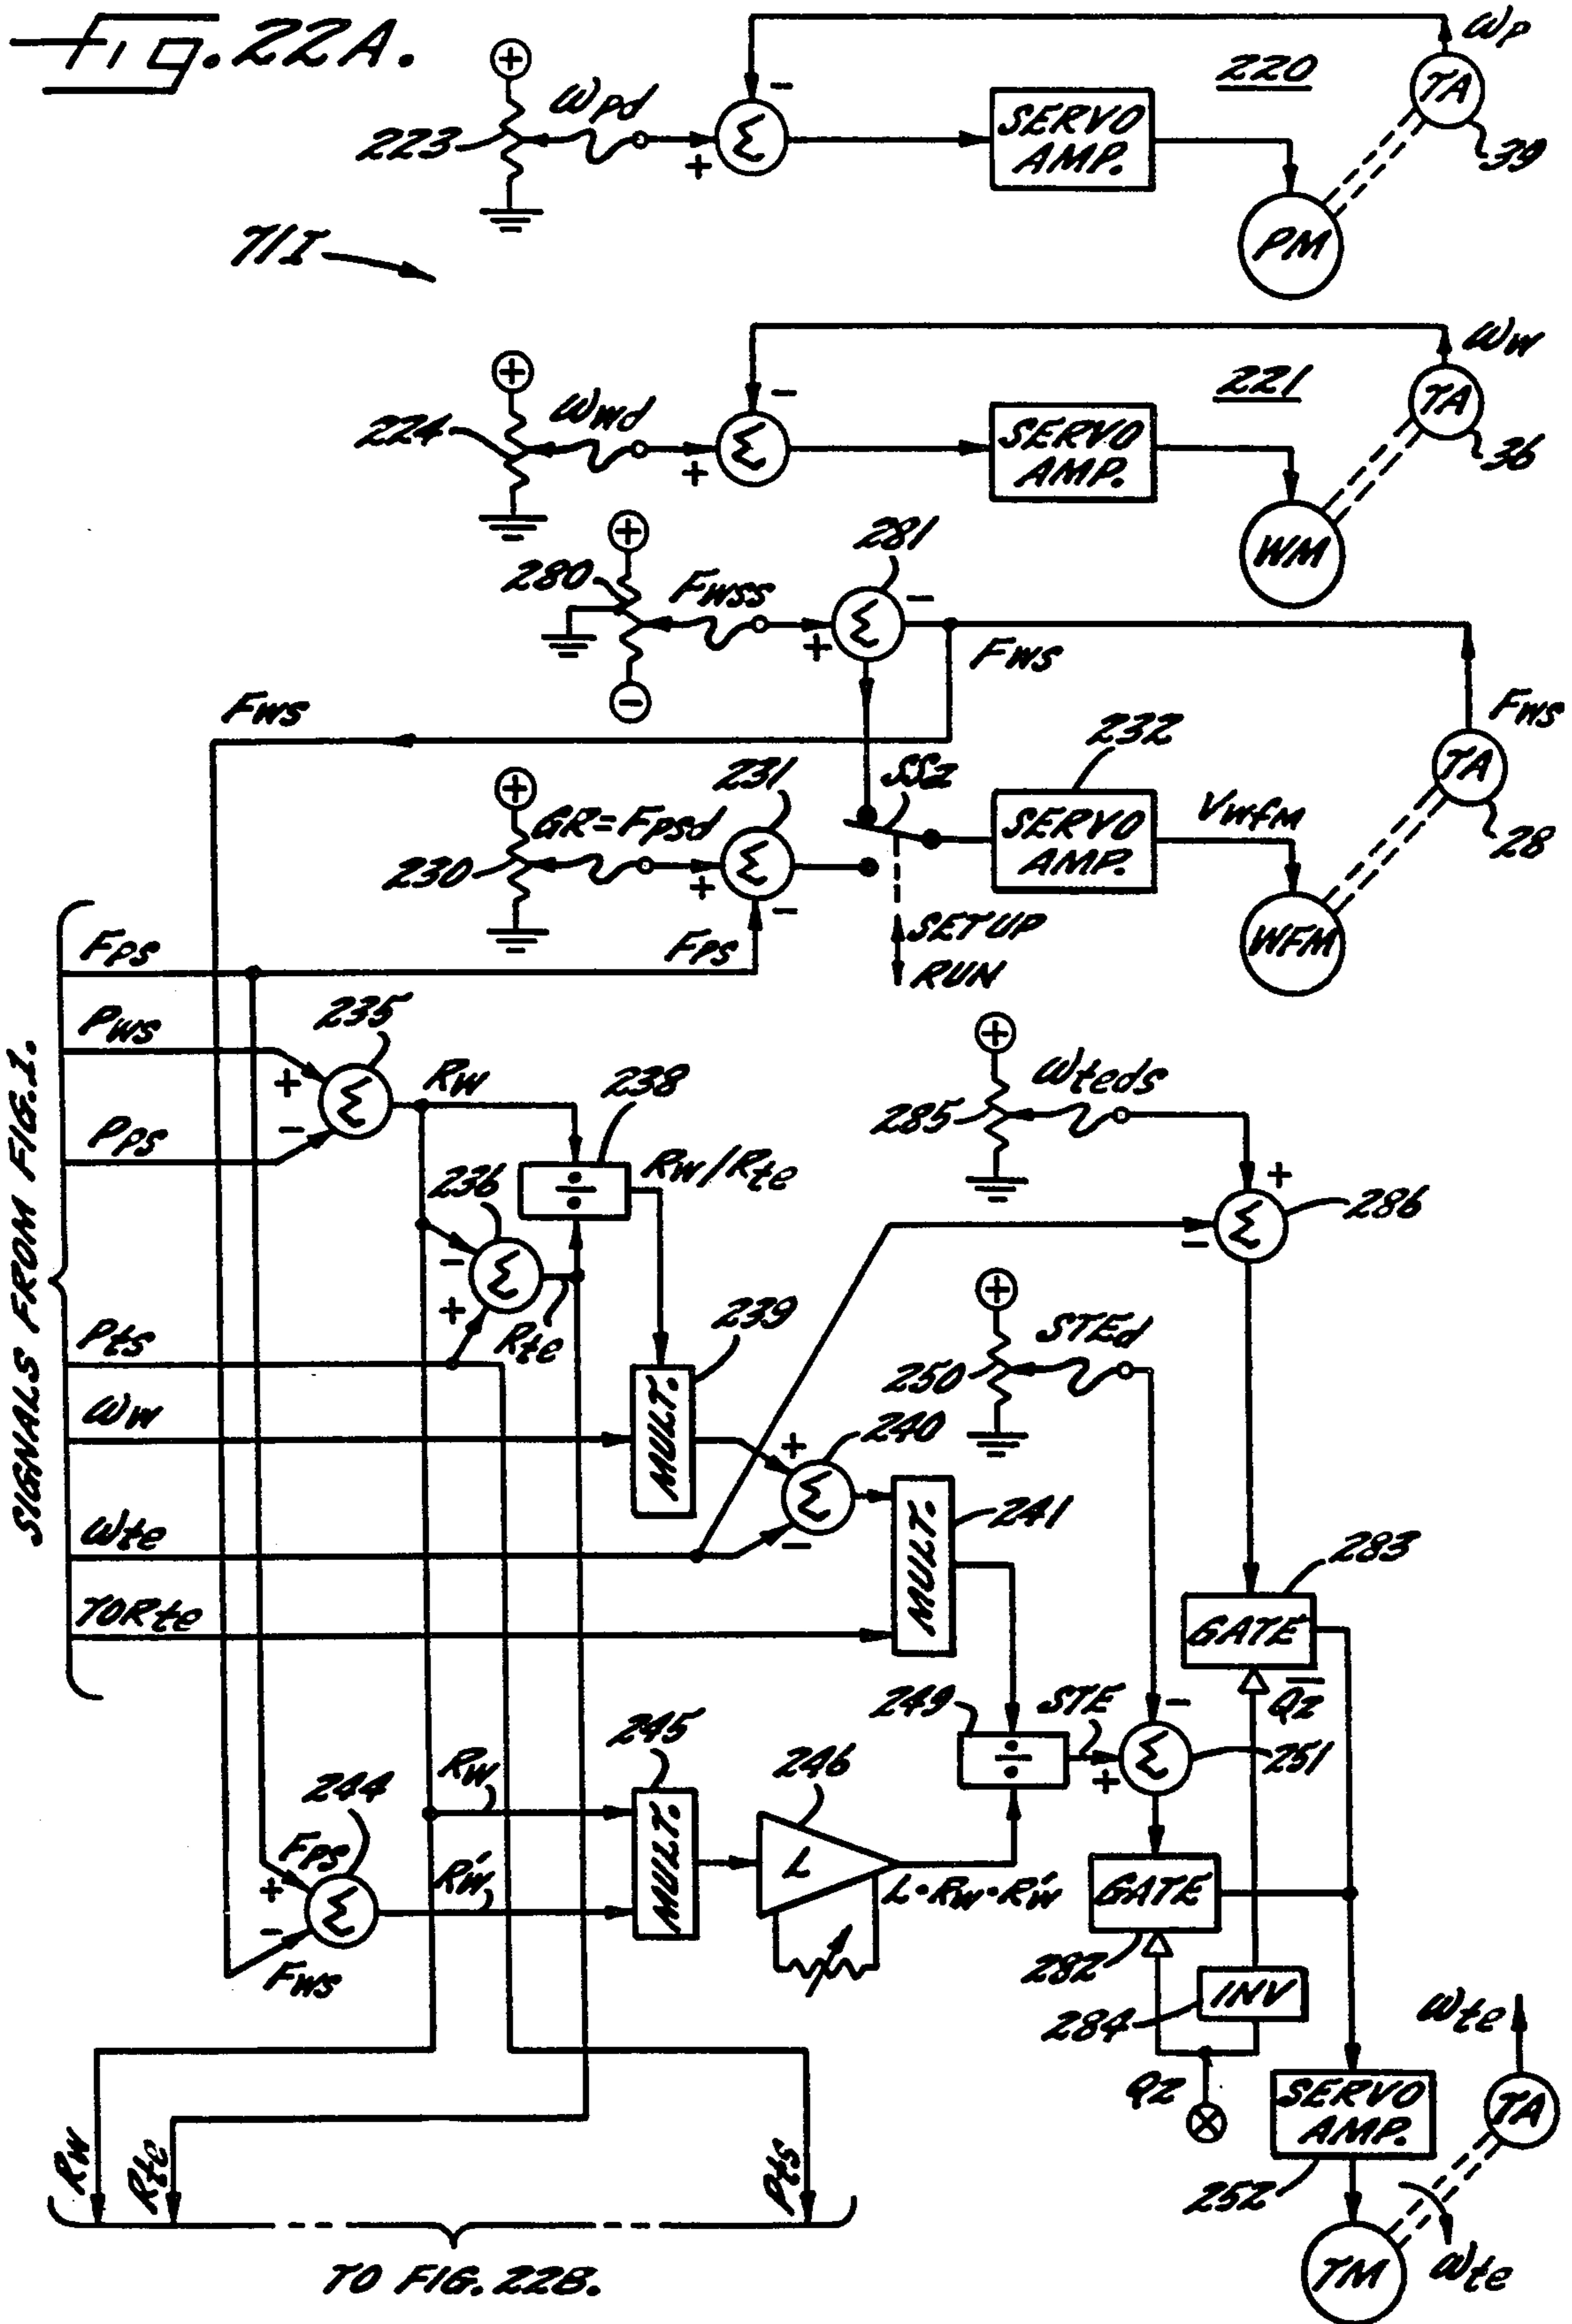 Fig. 22A.
ωP
220
TA
39
ωPd
223
+
-
Σ
+
SERVO
AMP.
PM
71I
ωW
221
TA
36
+
ωWd
224
-
Σ
+
SERVO
AMP.
WM
+
280
FWSS
281
-
Σ
+
FWS
-
FWS
FWS
TA
28
232
231
SS2
+
GR=FPSd
230
Σ
+
-
SERVO
AMP.
VWFM
WFM
FPS
FPS
SETUP
RUN
SIGNALS FROM FIG.1.
PWS
235
+
Σ
-
RW
238
÷
RW/Rte
PPS
236
-
Σ
+
Rte
+
ωteds
285
+
Σ
-
286
Pts
239
MULT.
+
STEd
250
ωW
+
240
Σ
-
MULT.
241
ωte
283
GATE
Q̅2
TORte
249
÷
STE
-
Σ
+
251
245
RW
246
244
FPS
+
Σ
-
R'W
MULT.
L
L·RW·R'W
GATE
282
FWS
INV
284
ωte
Q2
SERVO
AMP.
TA
252
RW
Rte
Pts
TM
ωte
TO FIG. 22B.